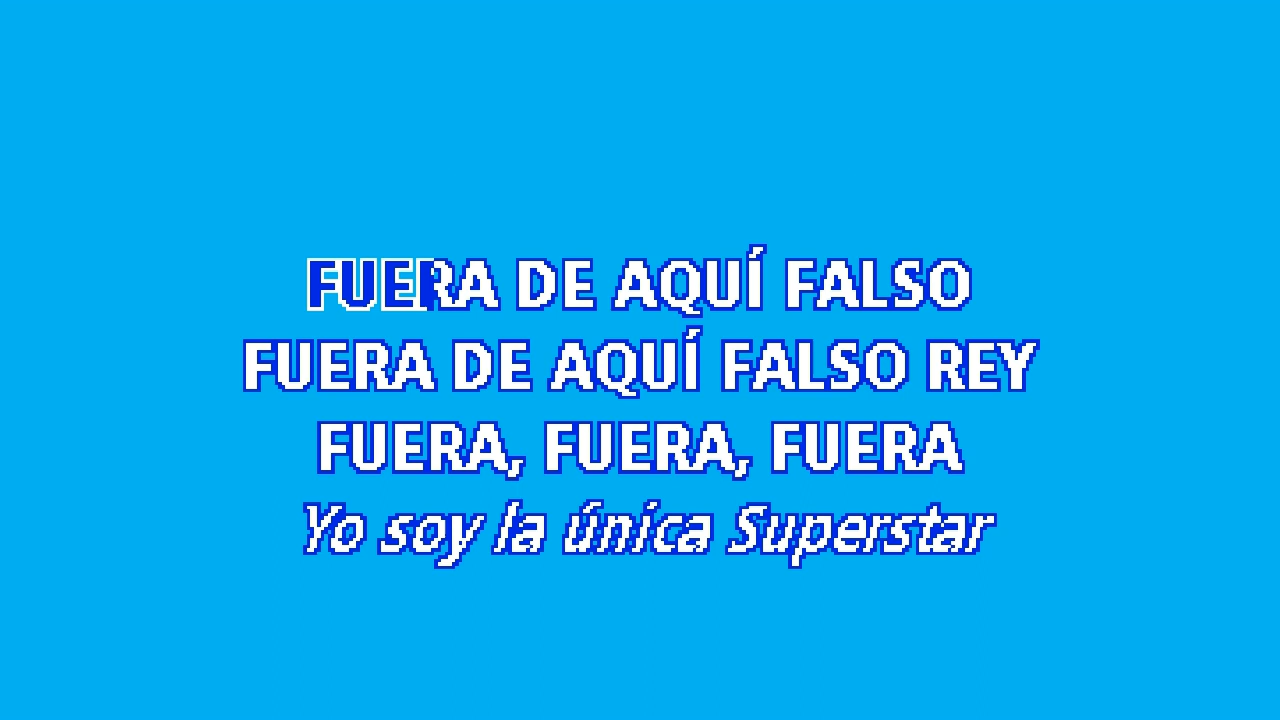 FUERA DE AQUÍ FALSO
FUERA DE AQUÍ FALSO REY
FUERA, FUERA, FUERA
Yo soy la única Superstar